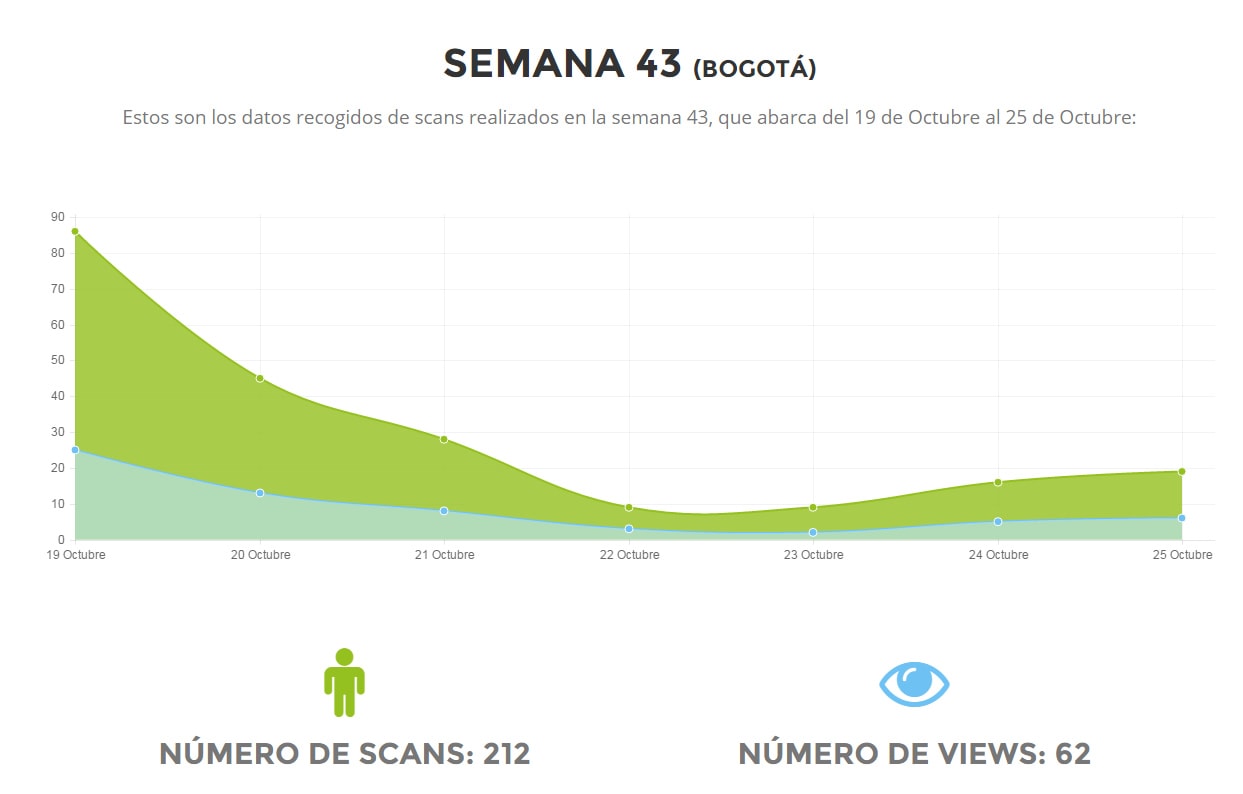 SEMANA 43 (BOGOTÁ)
Estos son los datos recogidos de scans realizados en la semana 43, que abarca del 19 de Octubre al 25 de Octubre:
90
80
70
60
50
40
30
20
10
0
19 Octubre 20 Octubre 21 Octubre 22 Octubre 23 Octubre 24 Octubre 25 Octubre
NÚMERO DE SCANS: 212 NÚMERO DE VIEWS: 62